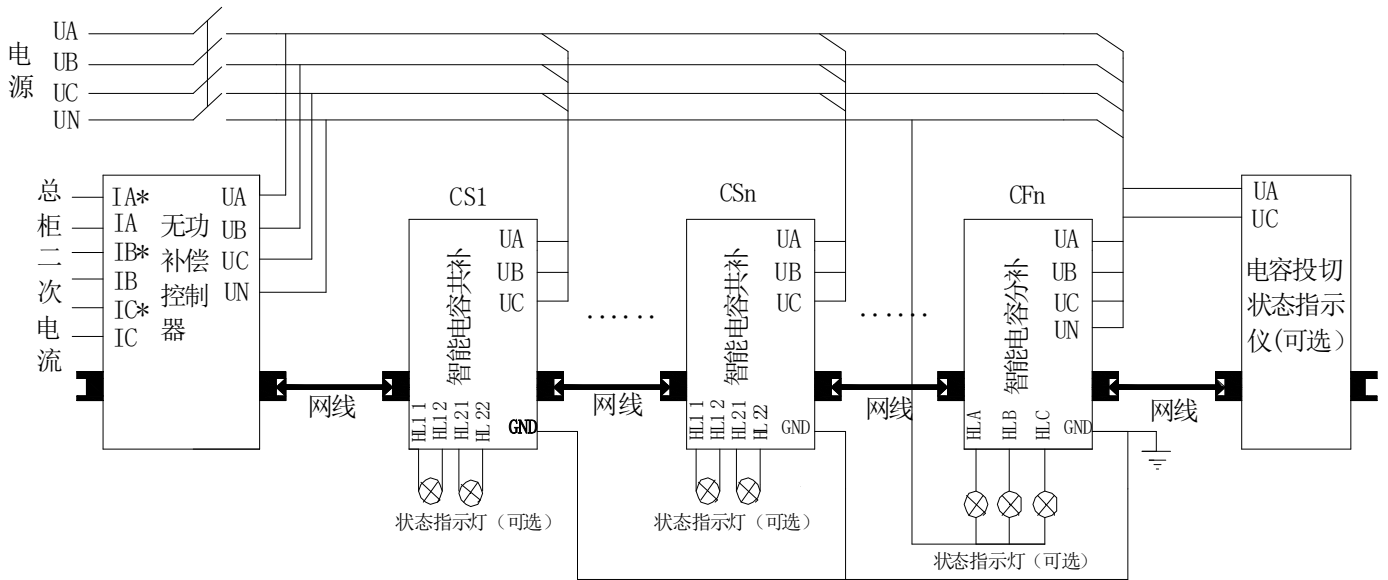 电源
UA
UB
UC
UN
总柜二次电流
IA*
IA
IB*
IB
IC*
IC
无功补偿控制器
UA
UB
UC
UN
网线
CS1
智能电容共补
UA
UB
UC
HL11
HL12
HL21
HL22
GND
状态指示灯（可选）
网线
......
CSn
智能电容共补
UA
UB
UC
HL11
HL12
HL21
HL22
GND
状态指示灯（可选）
网线
......
CFn
智能电容分补
UA
UB
UC
UN
HLA
HLB
HLC
GND
状态指示灯（可选）
网线
UA
UC
电容投切
状态指示
仪(可选）